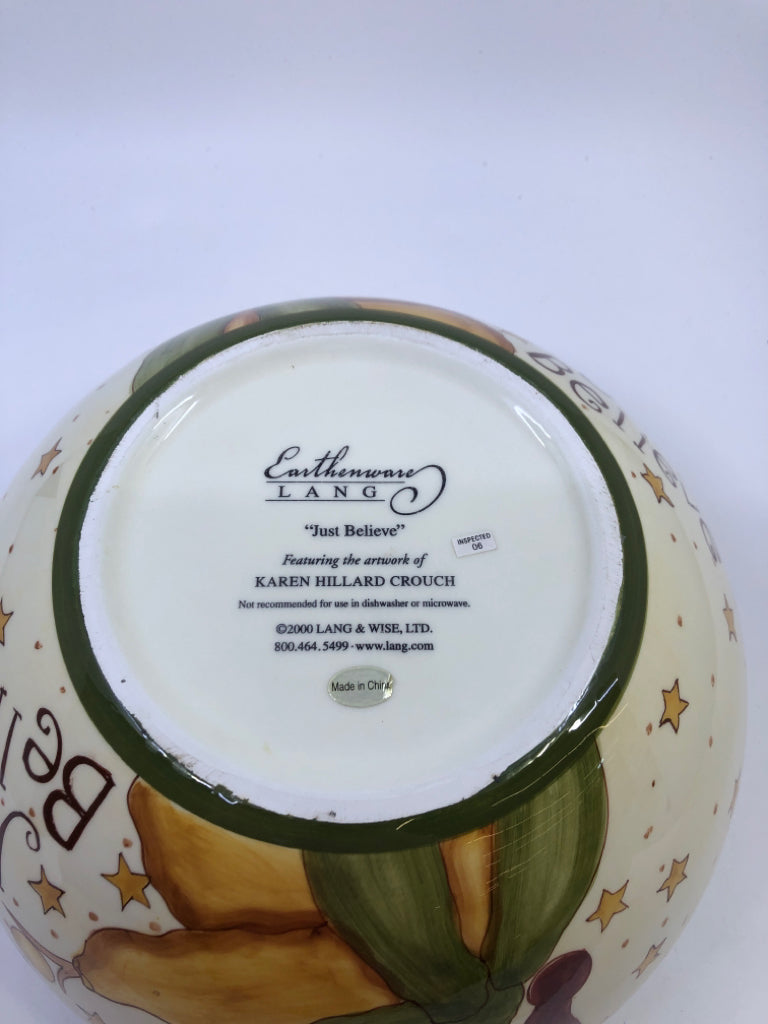 Earthenware
LANG
“Just Believe”
INSPECTED
06
Featuring the artwork of
KAREN HILLARD CROUCH
Not recommended for use in dishwasher or microwave.
©2000 LANG & WISE, LTD.
800.464.5499 · www.lang.com
Made in China
Believe
Bel